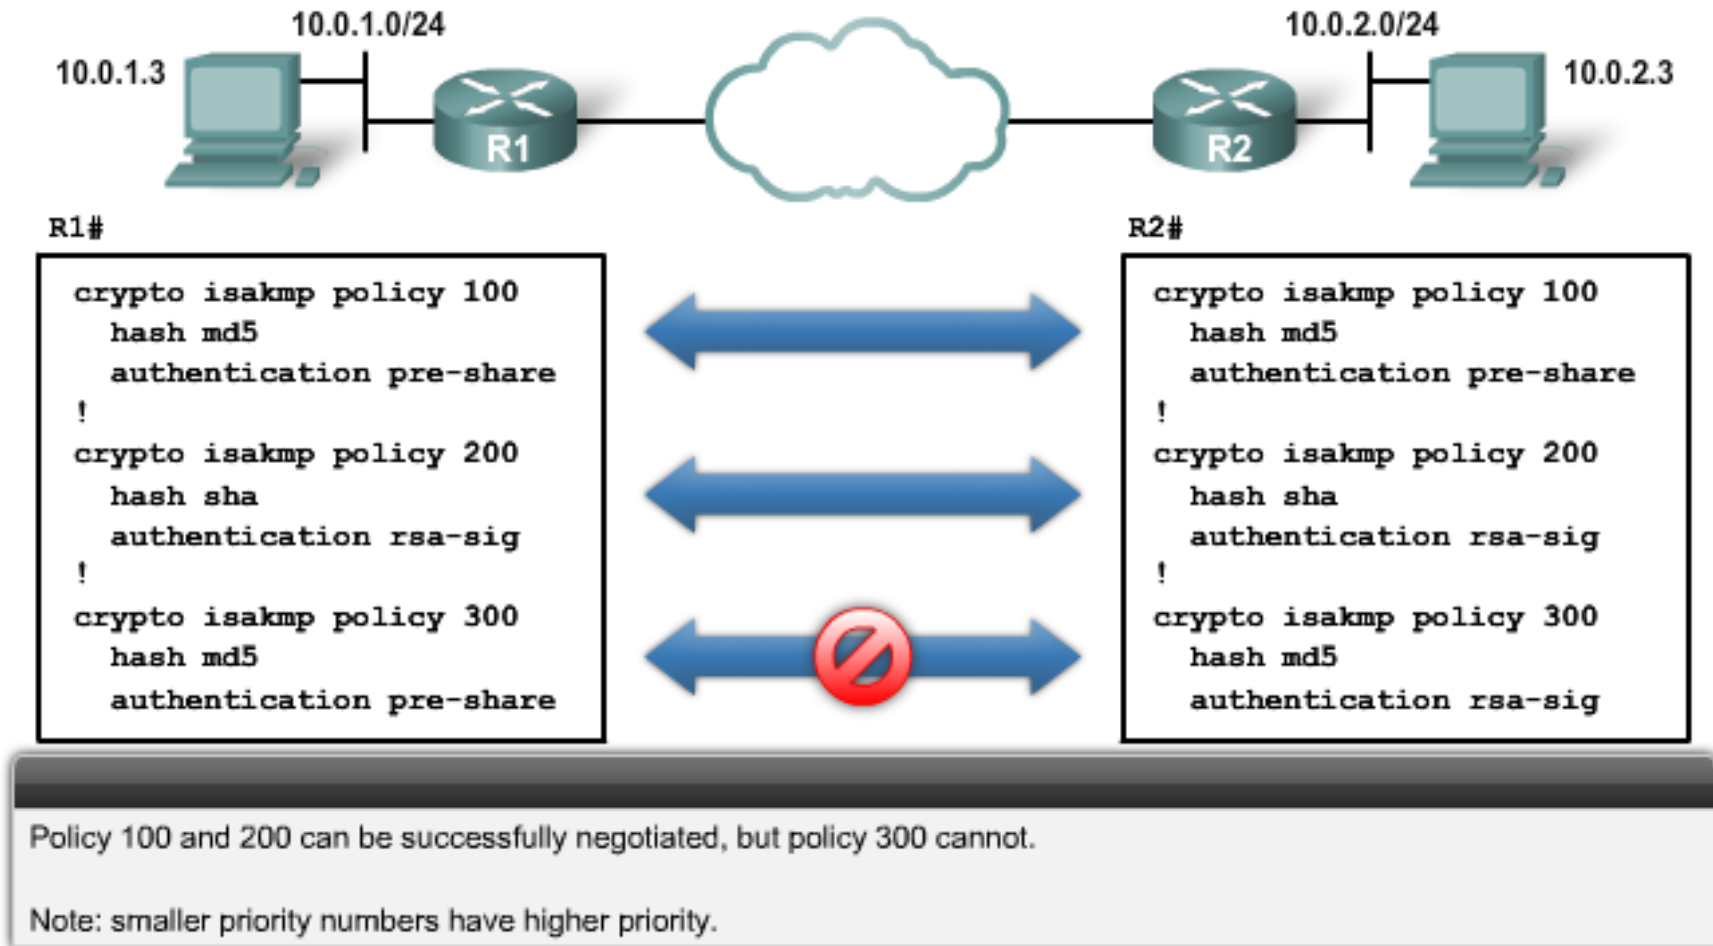 10.0.1.0/24
10.0.2.0/24
10.0.1.3
10.0.2.3
R1
R2
R1#
crypto isakmp policy 100
hash md5
authentication pre-share
!
crypto isakmp policy 200
hash sha
authentication rsa-sig
!
crypto isakmp policy 300
hash md5
authentication pre-share
R2#
crypto isakmp policy 100
hash md5
authentication pre-share
!
crypto isakmp policy 200
hash sha
authentication rsa-sig
!
crypto isakmp policy 300
hash md5
authentication rsa-sig
Policy 100 and 200 can be successfully negotiated, but policy 300 cannot.
Note: smaller priority numbers have higher priority.